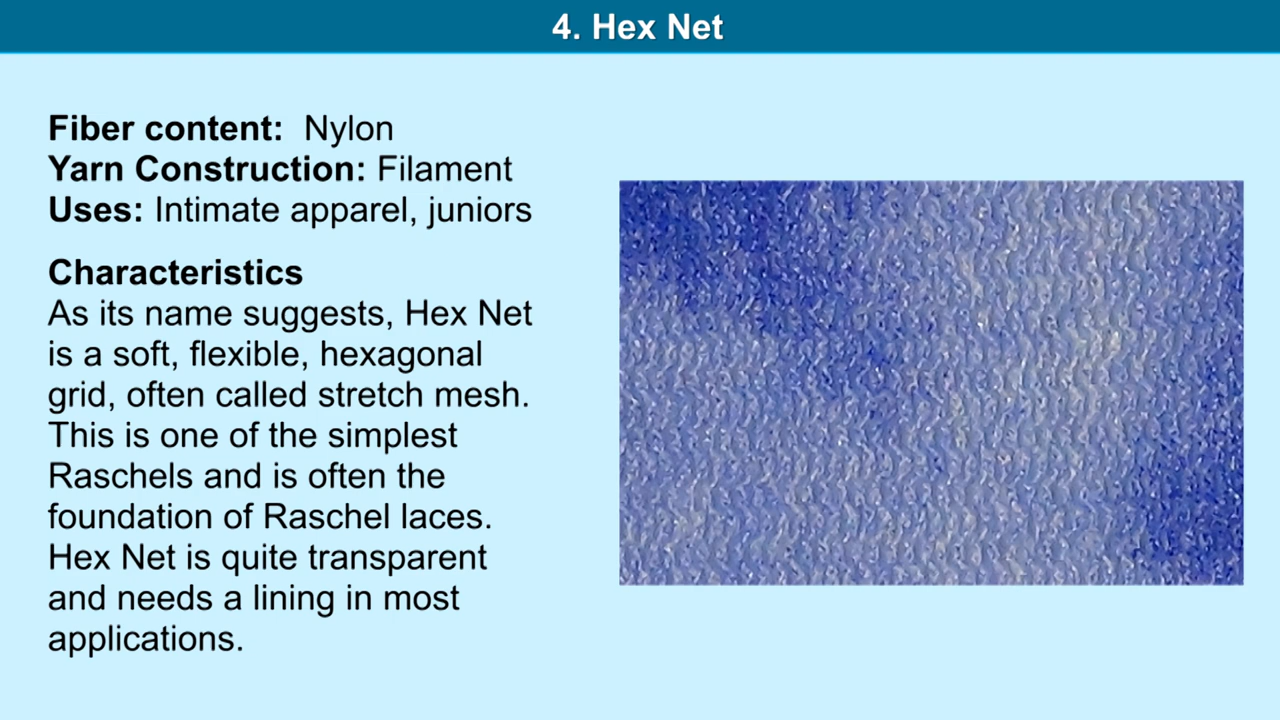 4. Hex Net
Fiber content: Nylon
Yarn Construction: Filament
Uses: Intimate apparel, juniors
Characteristics
As its name suggests, Hex Net
is a soft, flexible, hexagonal
grid, often called stretch mesh.
This is one of the simplest
Raschels and is often the
foundation of Raschel laces.
Hex Net is quite transparent
and needs a lining in most
applications.